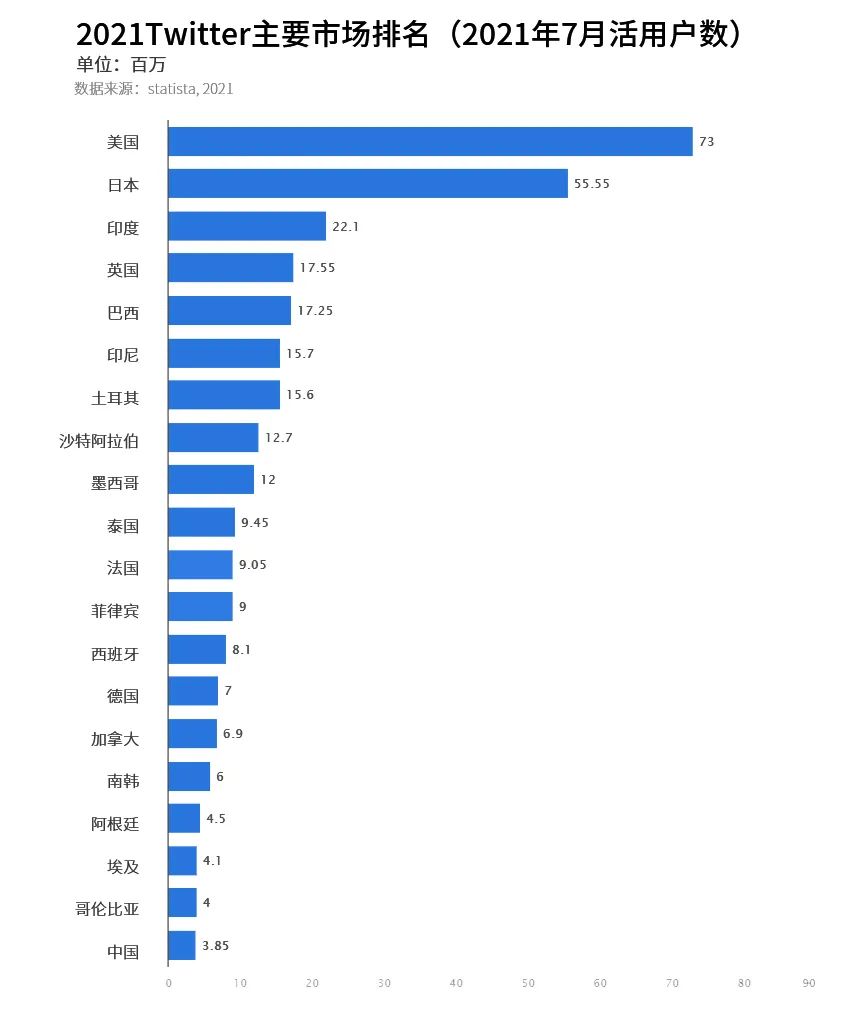 2021Twitter主要市场排名（2021年7月活用户数）
单位：百万
数据来源：statista, 2021
美国 73
日本 55.55
印度 22.1
英国 17.55
巴西 17.25
印尼 15.7
土耳其 15.6
沙特阿拉伯 12.7
墨西哥 12
泰国 9.45
法国 9.05
菲律宾 9
西班牙 8.1
德国 7
加拿大 6.9
南韩 6
阿根廷 4.5
埃及 4.1
哥伦比亚 4
中国 3.85
0 10 20 30 40 50 60 70 80 90